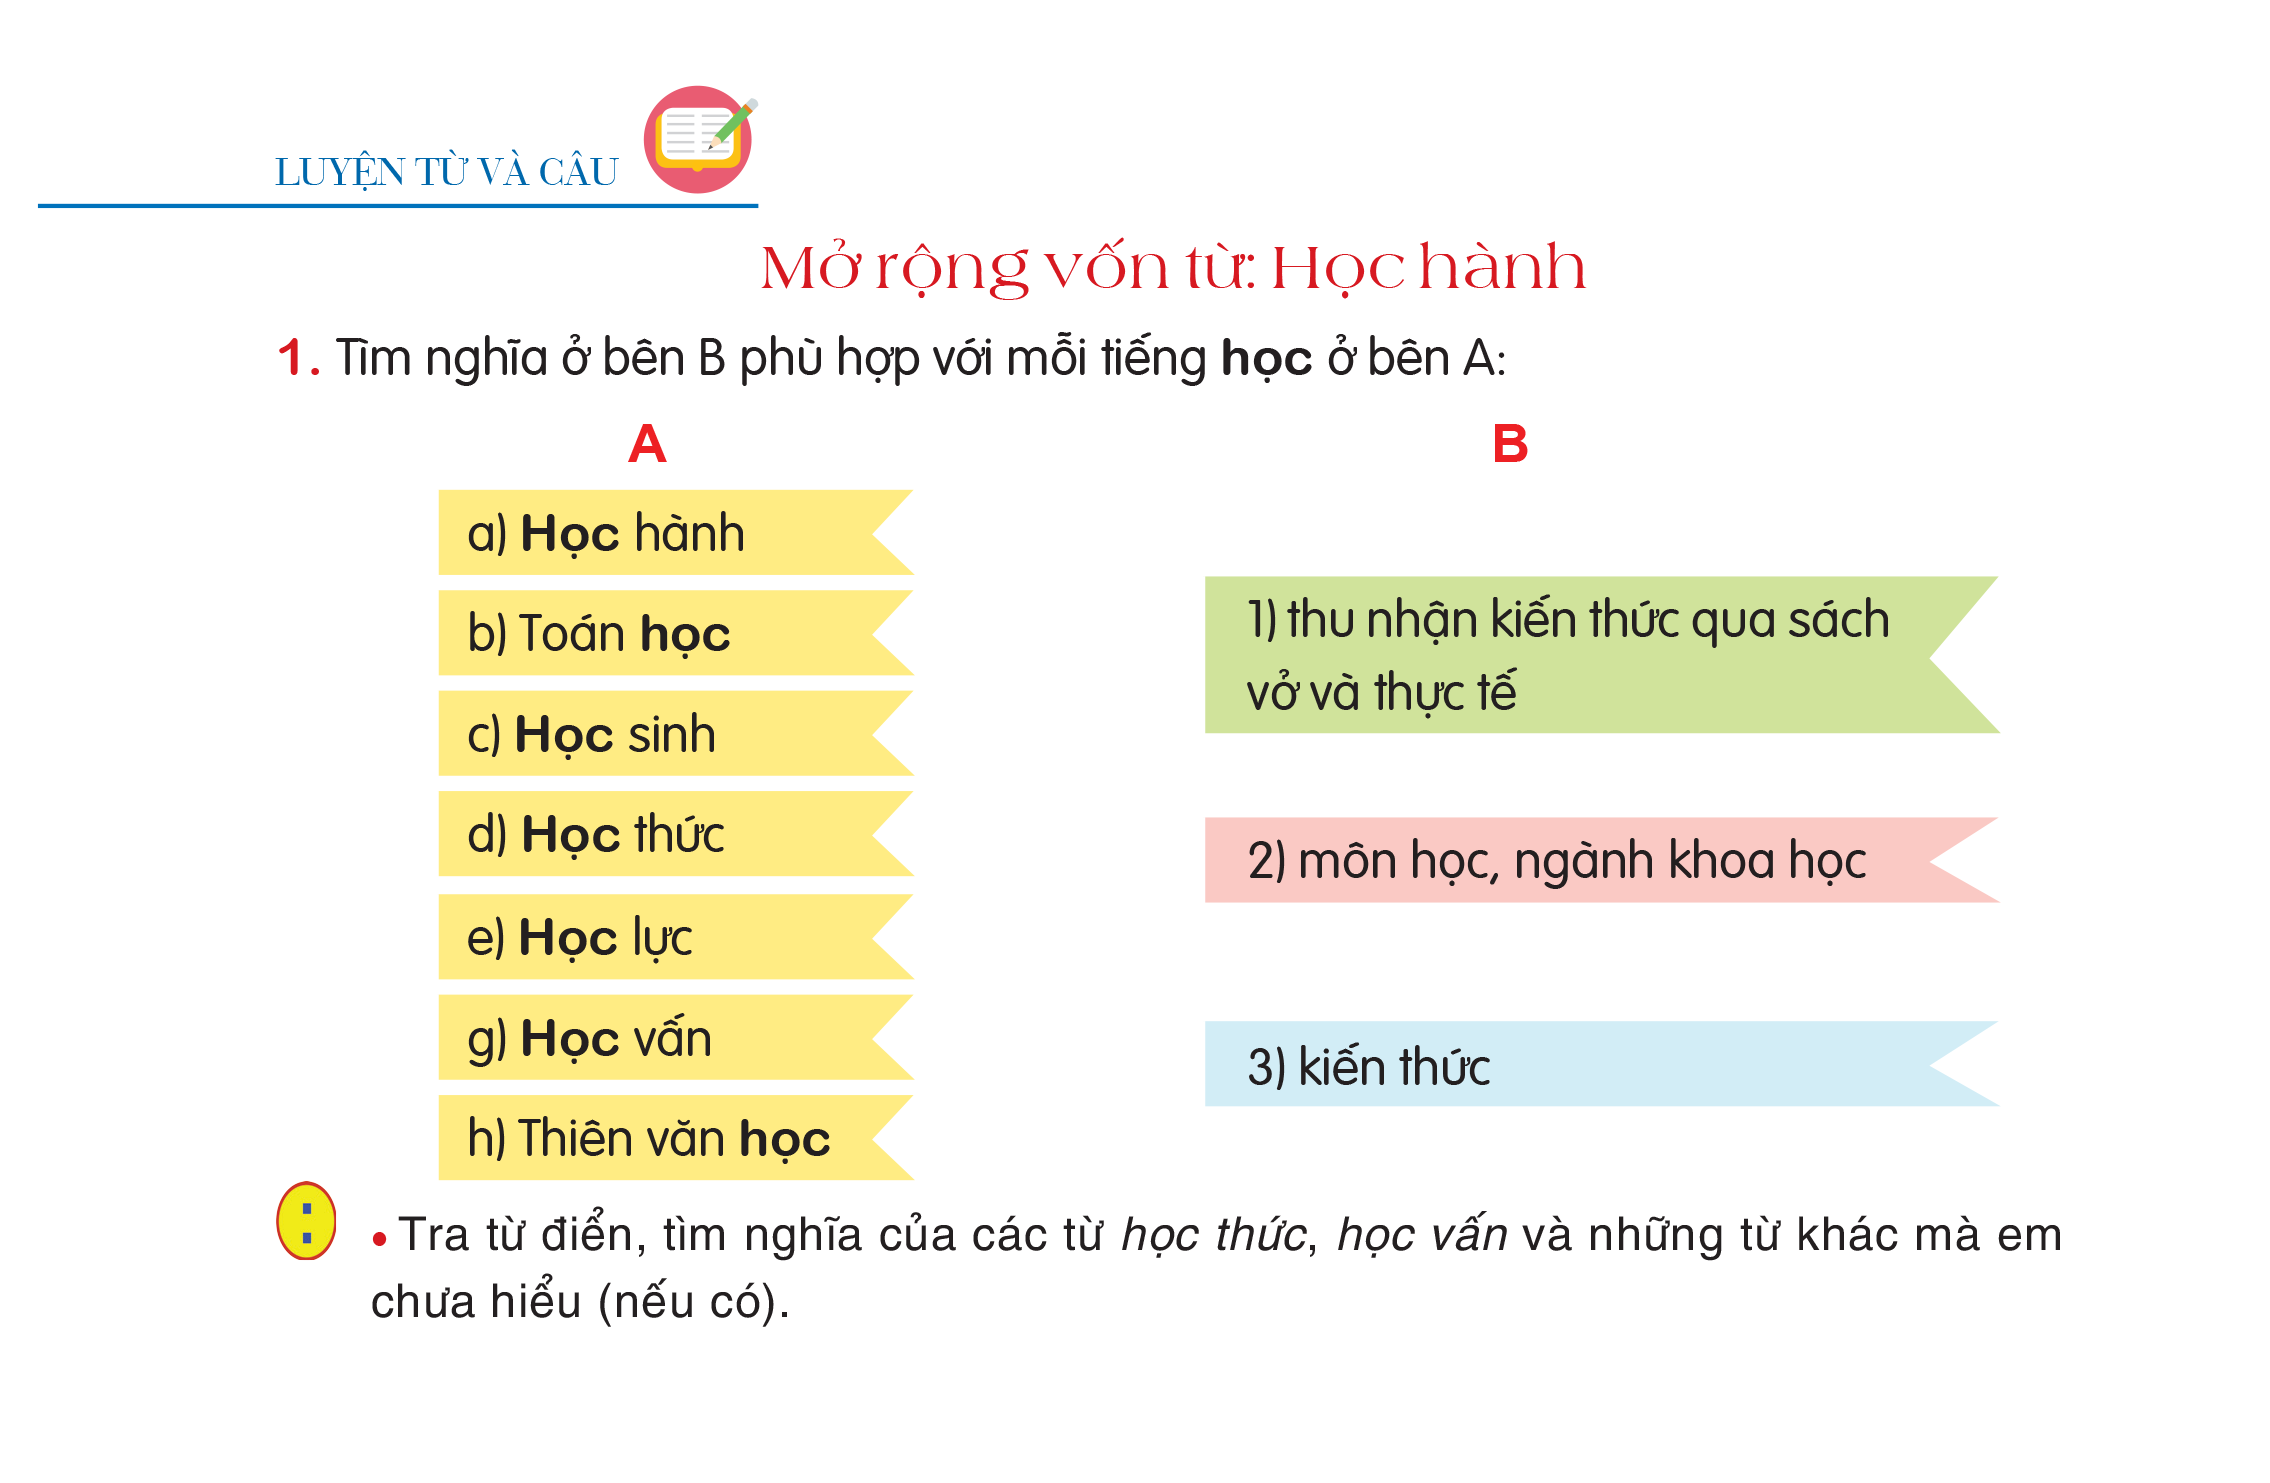 LUYỆN TỪ VÀ CÂU
Mở rộng vốn từ: Học hành
1. Tìm nghĩa ở bên B phù hợp với mỗi tiếng học ở bên A:
A
B
a) Học hành
b) Toán học
c) Học sinh
d) Học thức
e) Học lực
g) Học vấn
h) Thiên văn học
1) thu nhận kiến thức qua sách
vở và thực tế
2) môn học, ngành khoa học
3) kiến thức
• Tra từ điển, tìm nghĩa của các từ học thức, học vấn và những từ khác mà em
chưa hiểu (nếu có).